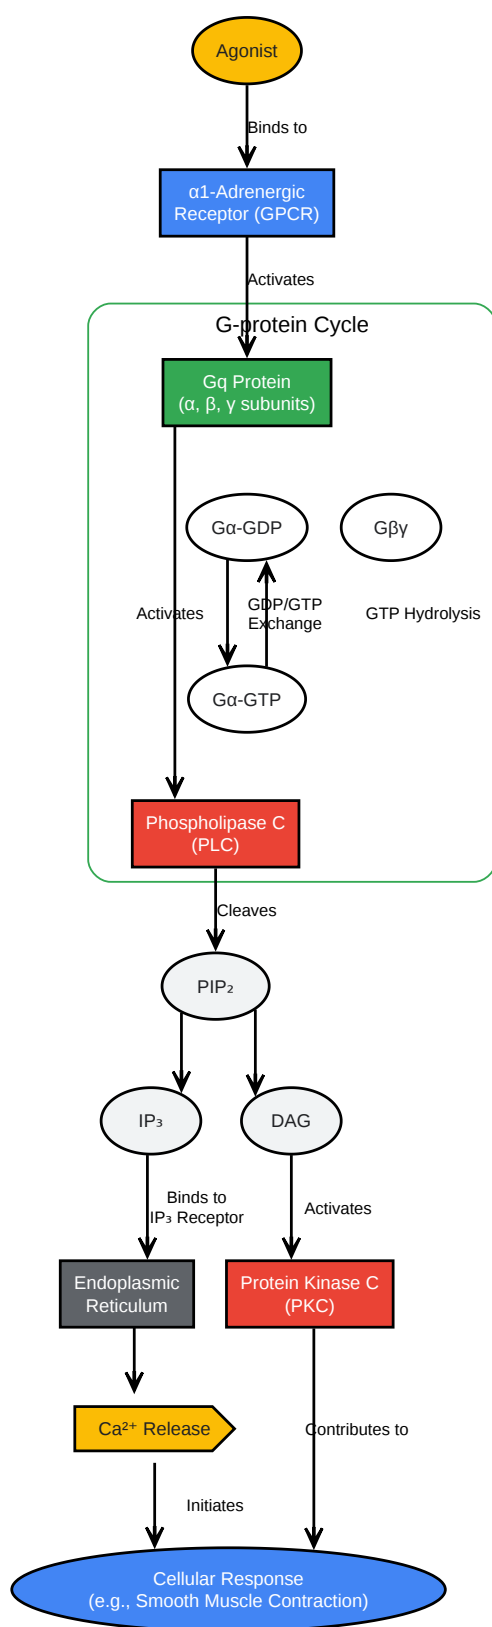 Agonist
Binds to
α1-Adrenergic
Receptor (GPCR)
Activates
G-protein Cycle
Gq Protein
(α, β, γ subunits)
Gα-GDP
Gβγ
Activates
GDP/GTP
Exchange
GTP Hydrolysis
Gα-GTP
Phospholipase C
(PLC)
Cleaves
PIP₂
IP₃
DAG
Binds to
IP₃ Receptor
Activates
Endoplasmic
Reticulum
Protein Kinase C
(PKC)
Ca²⁺ Release
Contributes to
Initiates
Cellular Response
(e.g., Smooth Muscle Contraction)